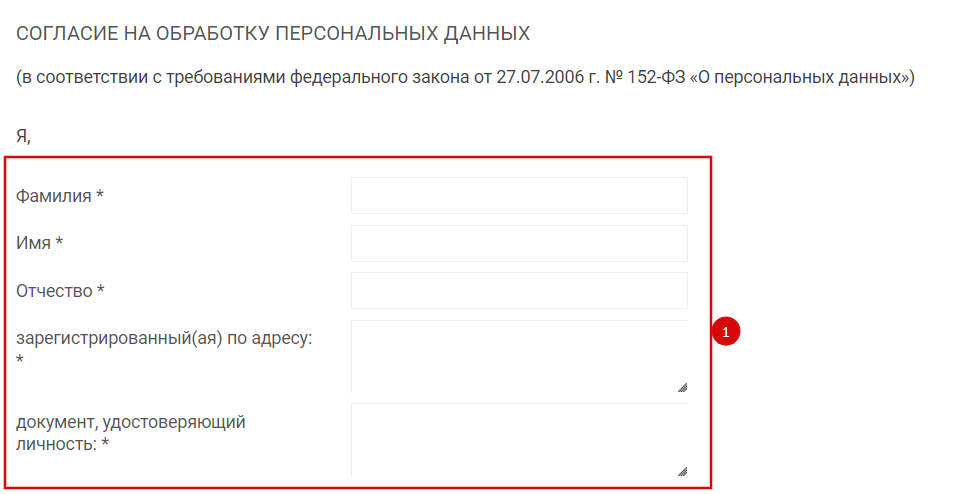 СОГЛАСИЕ НА ОБРАБОТКУ ПЕРСОНАЛЬНЫХ ДАННЫХ
(в соответствии с требованиями федерального закона от 27.07.2006 г. № 152-ФЗ «О персональных данных»)
Я,
Фамилия *
Имя *
Отчество *
зарегистрированный(ая) по адресу:
*
1
документ, удостоверяющий
личность: *